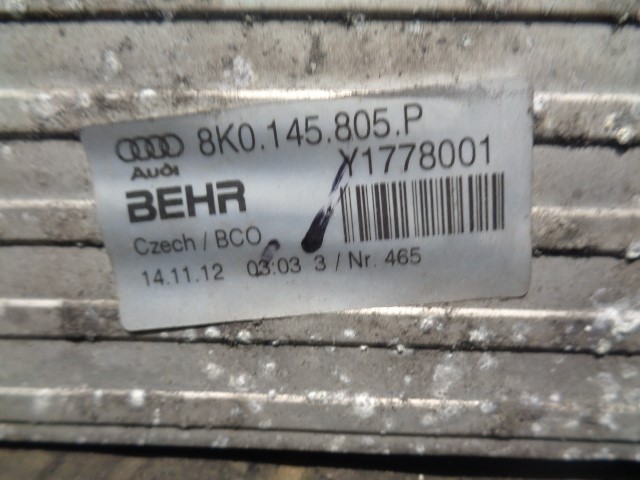 8K0.145.805.P
Audi
Y1778001
BEHR
Czech / BCO
14.11.12 03:03 3 / Nr. 465